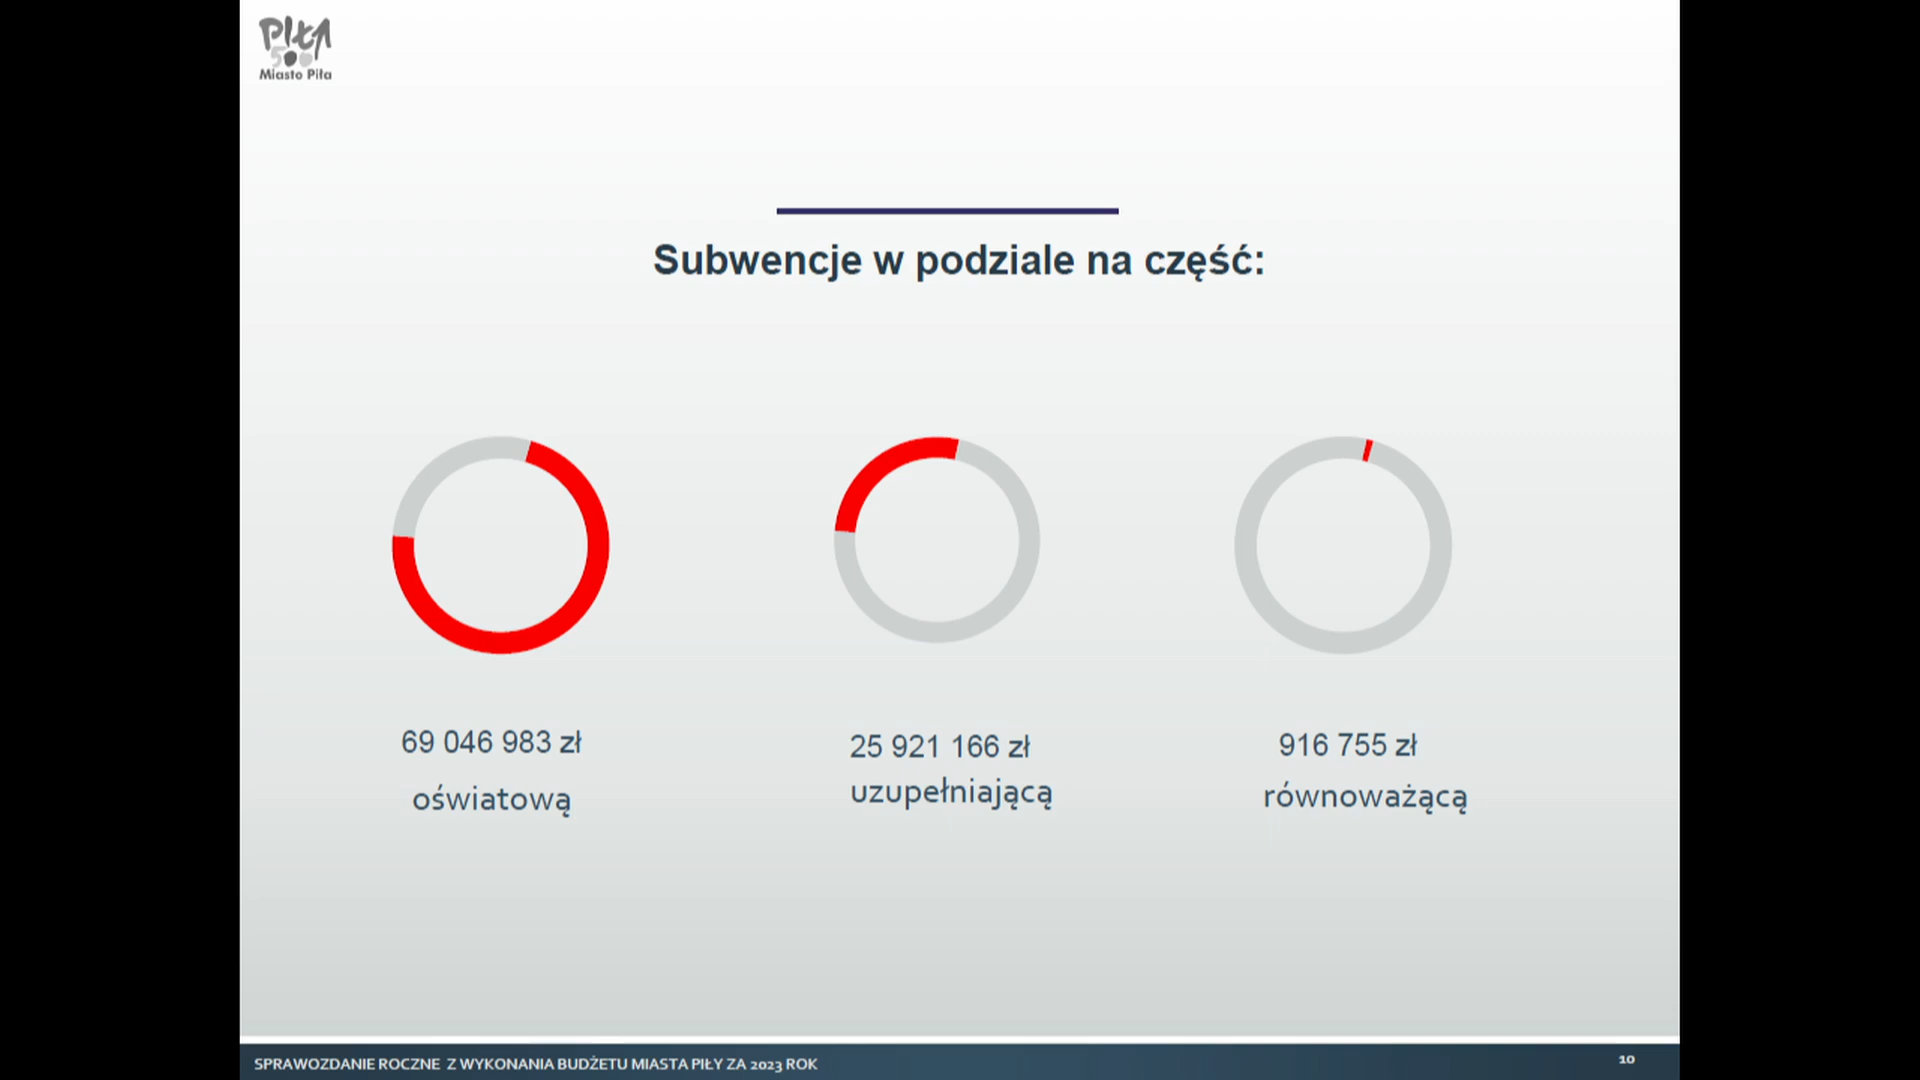 Piła
500
Miasto Piła
Subwencje w podziale na część:
69 046 983 zł
oświatową
25 921 166 zł
uzupełniającą
916 755 zł
równoważącą
SPRAWOZDANIE ROCZNE Z WYKONANIA BUDŻETU MIASTA PIŁY ZA 2023 ROK
10